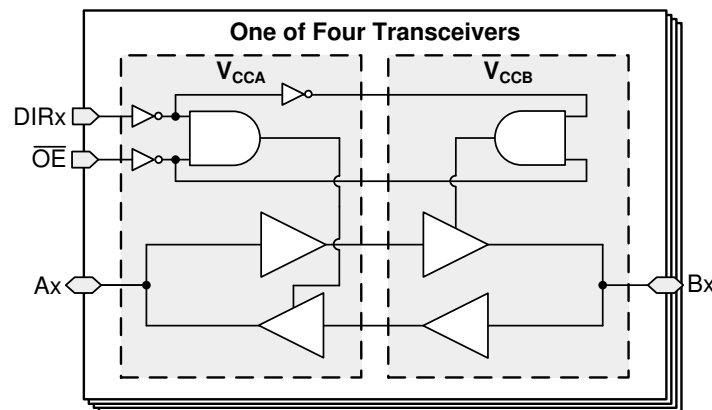 One of Four Transceivers
VCCA
VCCB
DIRx
OE
Ax
Bx